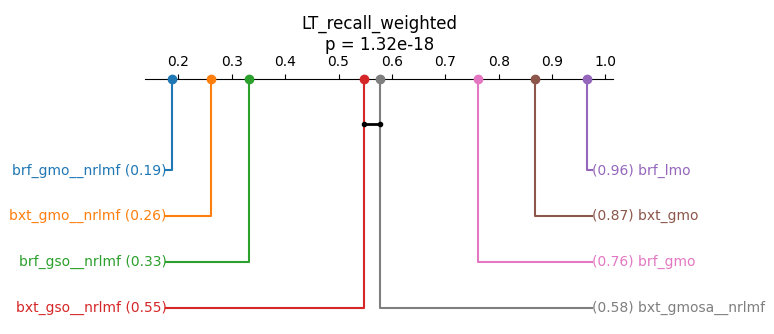 LT_recall_weighted
p = 1.32e-18
0.2 0.3 0.4 0.5 0.6 0.7 0.8 0.9 1.0
brf_gmo__nrlmf (0.19) (0.96) brf_lmo
bxt_gmo__nrlmf (0.26) (0.87) bxt_gmo
brf_gso__nrlmf (0.33) (0.76) brf_gmo
bxt_gso__nrlmf (0.55) (0.58) bxt_gmosa__nrlmf